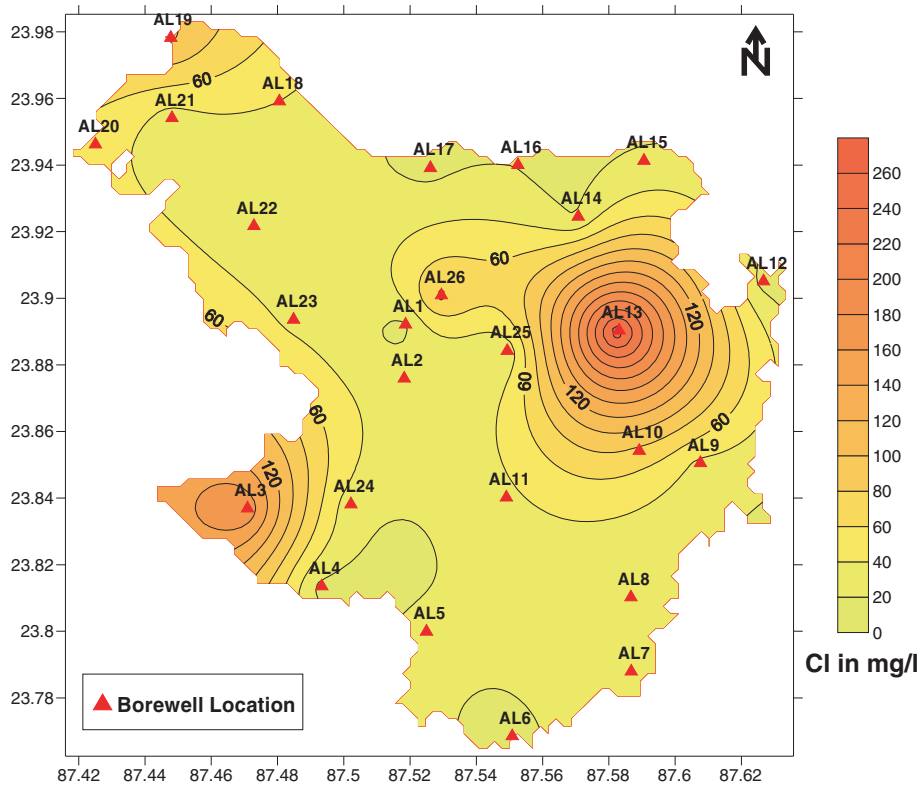 23.98
23.96
23.94
23.92
23.9
23.88
23.86
23.84
23.82
23.8
23.78
87.42 87.44 87.46 87.48 87.5 87.52 87.54 87.56 87.58 87.6 87.62
N
AL19
60
AL18
AL21
AL20
AL17
AL16
AL15
AL22
AL14
60
AL26
AL12
AL23
60
AL1
AL13
120
AL25
AL2
60
120
60
60
AL10
AL9
120
AL3
AL24
AL11
AL4
AL8
AL5
AL7
AL6
Borewell Location
260
240
220
200
180
160
140
120
100
80
60
40
20
0
Cl in mg/l